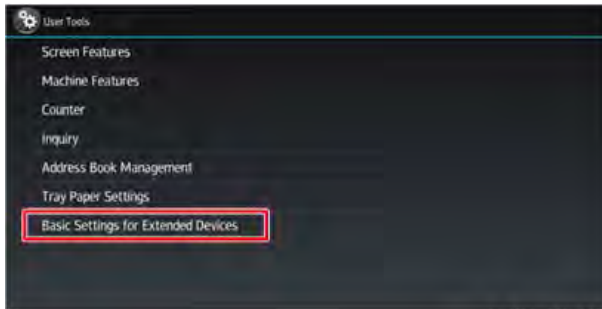 User Tools
Screen Features
Machine Features
Counter
Inquiry
Address Book Management
Tray Paper Settings
Basic Settings for Extended Devices